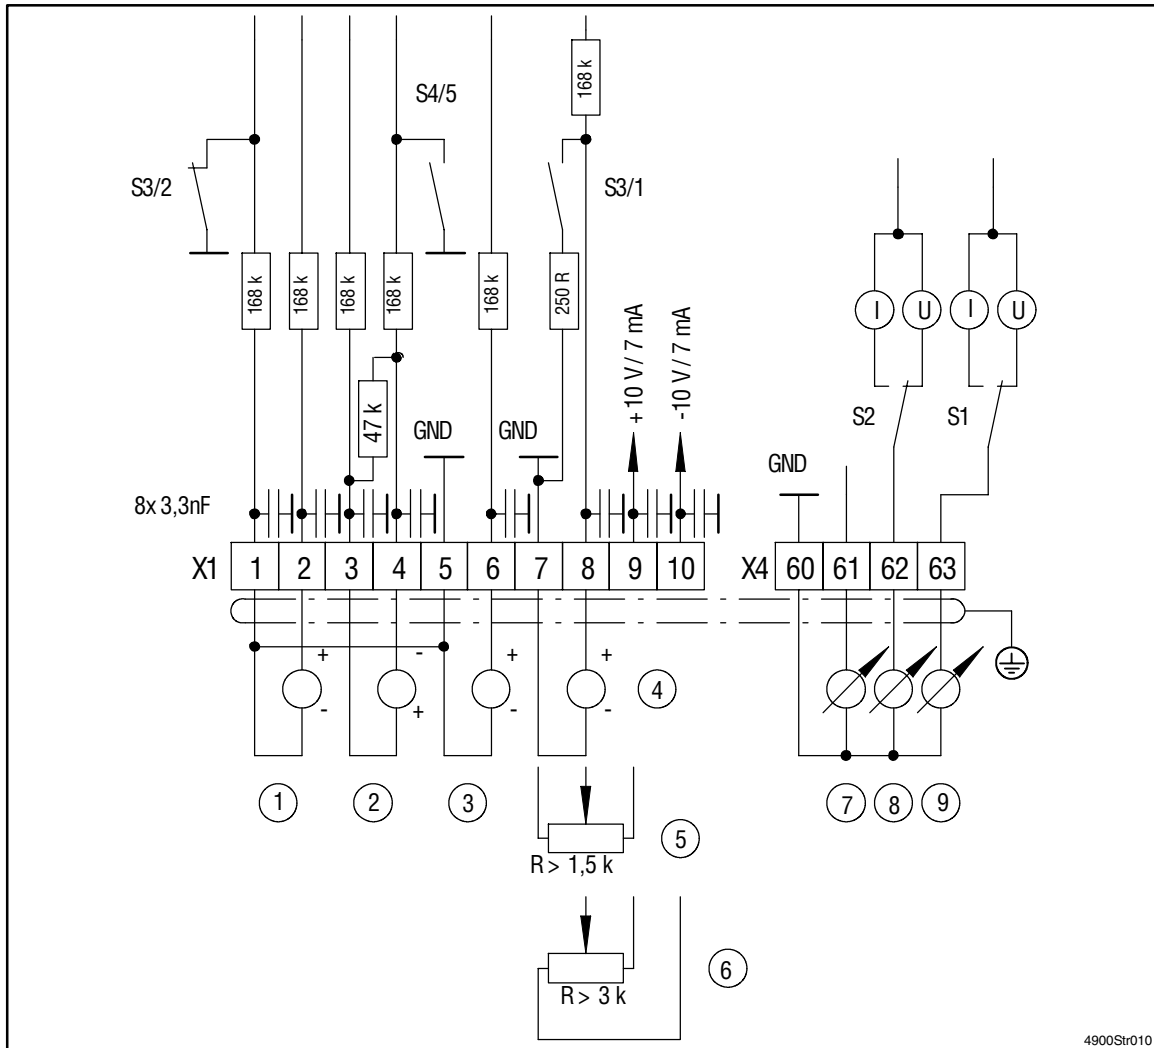 168 k
S4/5
S3/2
S3/1
168 k
168 k
168 k
168 k
168 k
250 R
+10 V / 7 mA
-10 V / 7 mA
I
U
I
U
47 k
GND
GND
S2
S1
GND
8x 3,3nF
X1 1 2 3 4 5 6 7 8 9 10
X4 60 61 62 63
+ - + +
- + - -
4
1
2
3
7
8
9
5
R > 1,5 k
6
R > 3 k
4900Str010